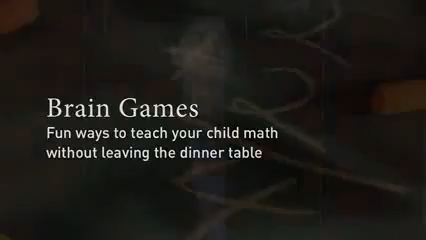 Brain Games
Fun ways to teach your child math
without leaving the dinner table